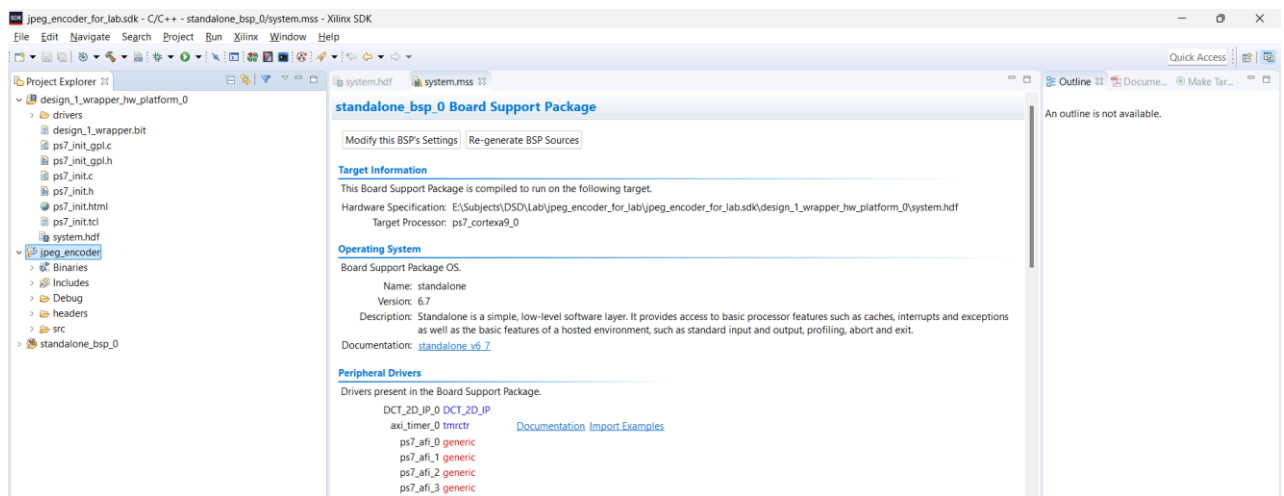 SDK jpeg_encoder_for_lab.sdk - C/C++ - standalone_bsp_0/system.mss - Xilinx SDK
File Edit Navigate Search Project Run Xilinx Window Help
Quick Access
Project Explorer
design_1_wrapper_hw_platform_0
drivers
design_1_wrapper.bit
ps7_init_gpl.c
ps7_init_gpl.h
ps7_init.c
ps7_init.h
ps7_init.html
ps7_init.tcl
system.hdf
jpeg_encoder
Binaries
Includes
Debug
headers
src
standalone_bsp_0
system.hdf system.mss
standalone_bsp_0 Board Support Package
Modify this BSP's Settings Re-generate BSP Sources
Target Information
This Board Support Package is compiled to run on the following target.
Hardware Specification: E:\Subjects\DSD\Lab\jpeg_encoder_for_lab\jpeg_encoder_for_lab.sdk\design_1_wrapper_hw_platform_0\system.hdf
Target Processor: ps7_cortexa9_0
Operating System
Board Support Package OS.
Name: standalone
Version: 6.7
Description: Standalone is a simple, low-level software layer. It provides access to basic processor features such as caches, interrupts and exceptions
as well as the basic features of a hosted environment, such as standard input and output, profiling, abort and exit.
Documentation: standalone_v6_7
Peripheral Drivers
Drivers present in the Board Support Package.
DCT_2D_IP_0 DCT_2D_IP
axi_timer_0 tmrctr Documentation Import Examples
ps7_afi_0 generic
ps7_afi_1 generic
ps7_afi_2 generic
ps7_afi_3 generic
Outline Docume... Make Tar...
An outline is not available.